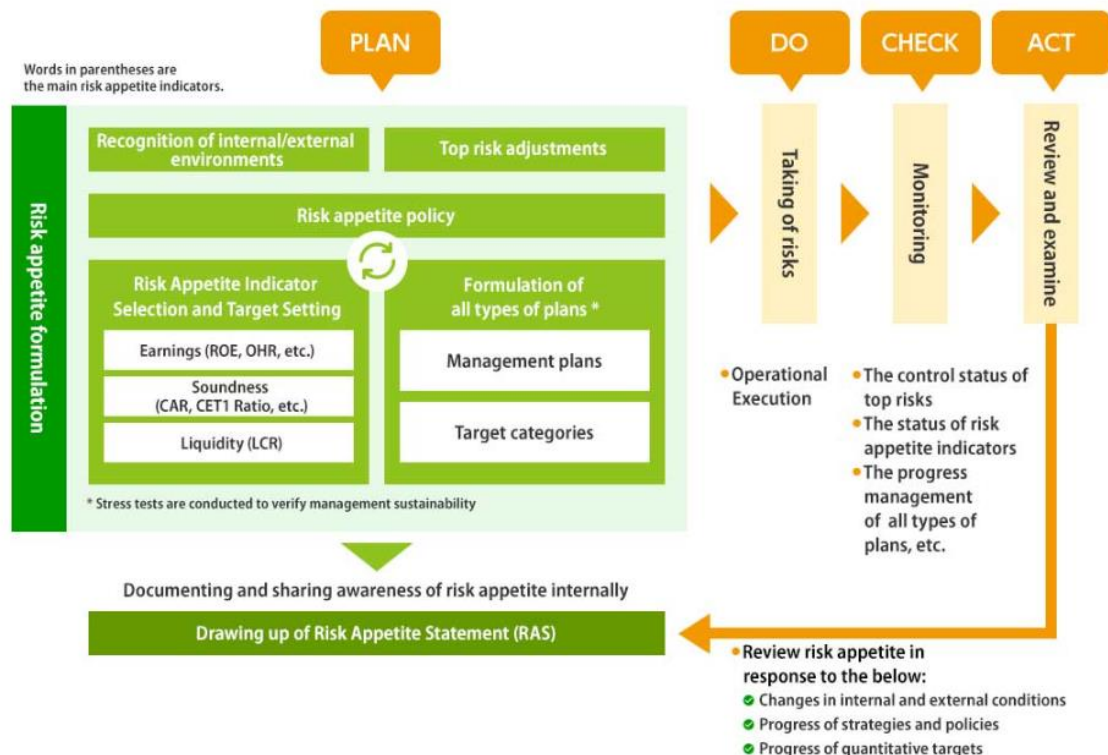 PLAN
DO
CHECK
ACT
Words in parentheses are
the main risk appetite indicators.
Risk appetite formulation
Recognition of internal/external
environments
Top risk adjustments
Risk appetite policy
Risk Appetite Indicator
Selection and Target Setting
Earnings (ROE, OHR, etc.)
Soundness
(CAR, CET1 Ratio, etc.)
Liquidity (LCR)
Formulation of
all types of plans *
Management plans
Target categories
* Stress tests are conducted to verify management sustainability
Documenting and sharing awareness of risk appetite internally
Drawing up of Risk Appetite Statement (RAS)
Taking of risks
Monitoring
Review and examine
Operational
Execution
The control status of
top risks
The status of risk
appetite indicators
The progress
management
of all types of
plans, etc.
Review risk appetite in
response to the below:
Changes in internal and external conditions
Progress of strategies and policies
Progress of quantitative targets